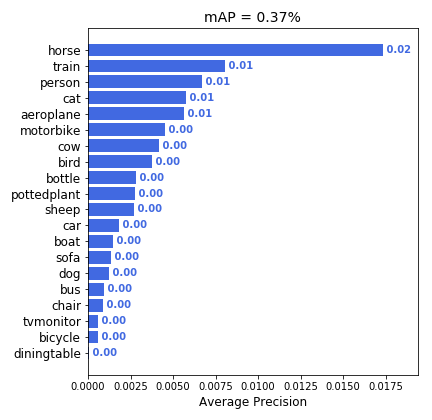 mAP = 0.37%
horse 0.02
train 0.01
person 0.01
cat 0.01
aeroplane 0.01
motorbike 0.00
cow 0.00
bird 0.00
bottle 0.00
pottedplant 0.00
sheep 0.00
car 0.00
boat 0.00
sofa 0.00
dog 0.00
bus 0.00
chair 0.00
tvmonitor 0.00
bicycle 0.00
diningtable 0.00
0.0000 0.0025 0.0050 0.0075 0.0100 0.0125 0.0150 0.0175
Average Precision